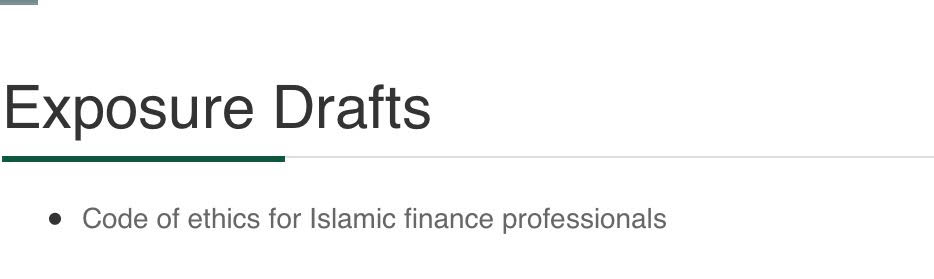 Exposure Drafts
• Code of ethics for Islamic finance professionals